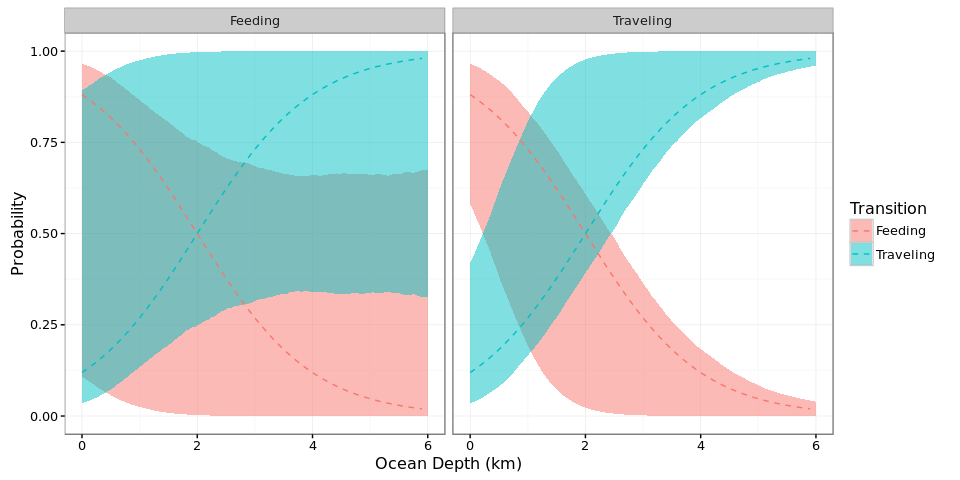 Feeding Traveling
1.00
0.75
0.50
0.25
0.00
Probability
0 2 4 6 0 2 4 6
Ocean Depth (km)
Transition
Feeding
Traveling